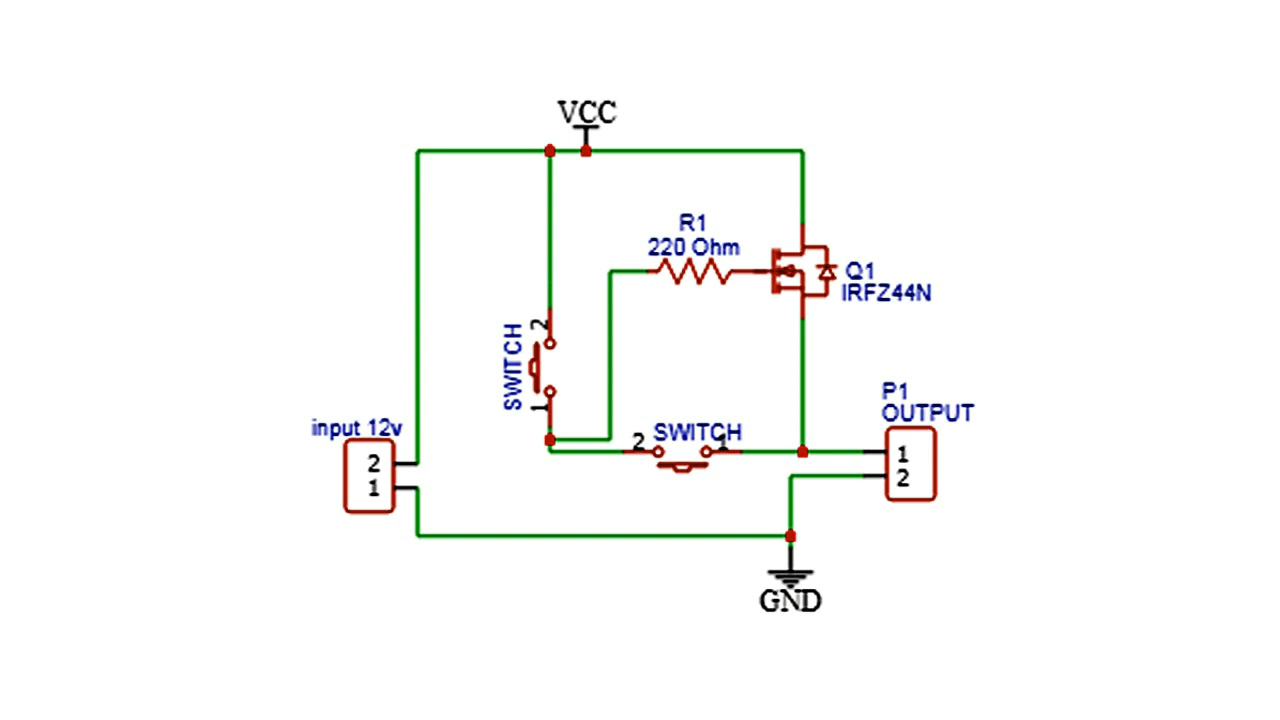 VCC
R1
220 Ohm
Q1
IRFZ44N
2
SWITCH
1
P1
OUTPUT
input 12v
SWITCH
2
1
2
1
1
2
GND